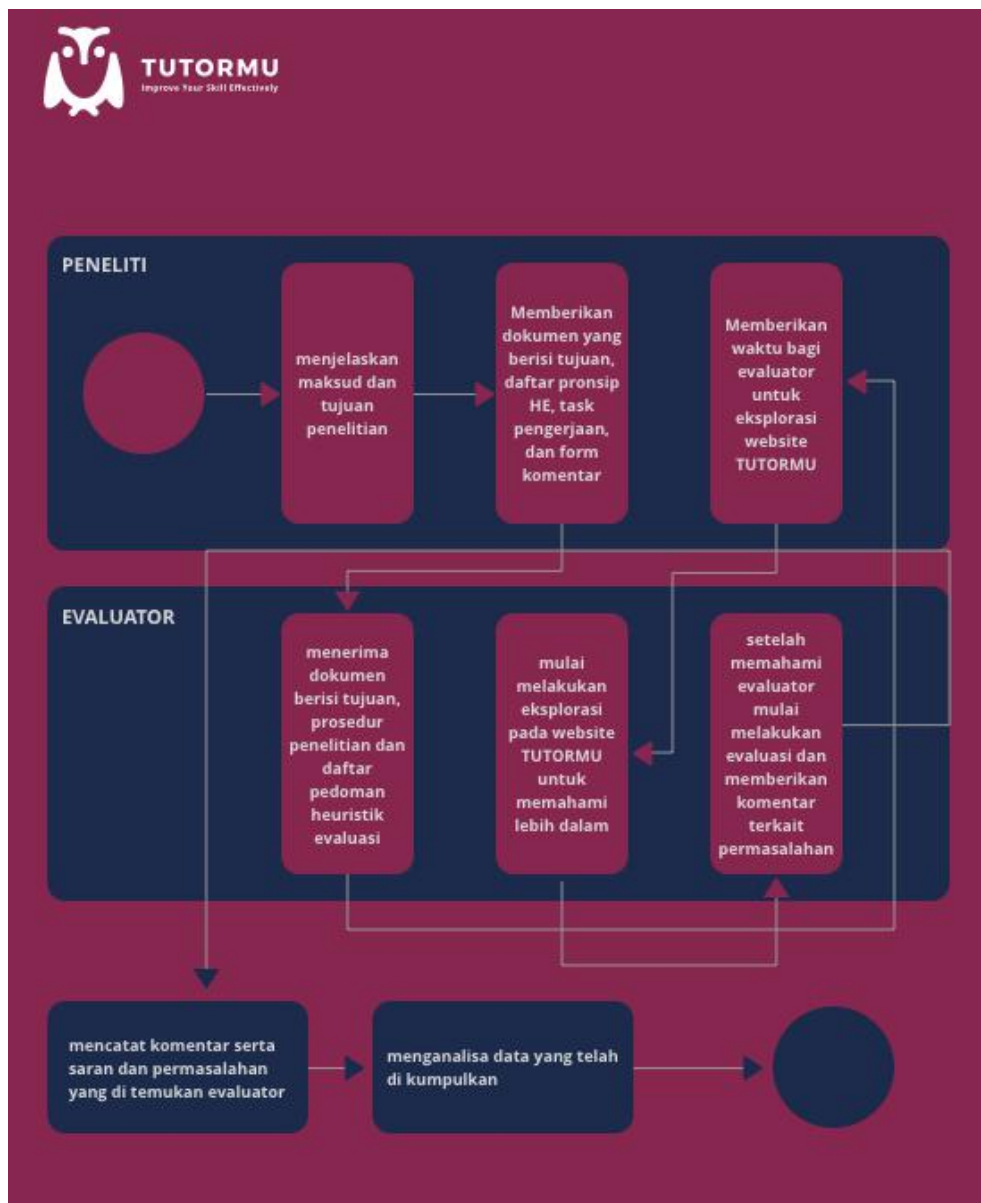 TUTORMU
Improve Your Skill Effectively
PENELITI
menjelaskan
maksud dan
tujuan
penelitian
Memberikan
dokumen yang
berisi tujuan,
daftar pronsip
HE, task
pengerjaan,
dan form
komentar
Memberikan
waktu bagi
evaluator
untuk
eksplorasi
website
TUTORMU
EVALUATOR
menerima
dokumen
berisi tujuan,
prosedur
penelitian dan
daftar
pedoman
heuristik
evaluasi
mulai
melakukan
eksplorasi
pada website
TUTORMU
untuk
memahami
lebih dalam
setelah
memahami
evaluator
mulai
melakukan
evaluasi dan
memberikan
komentar
terkait
permasalahan
mencatat komentar serta
saran dan permasalahan
yang di temukan evaluator
menganalisa data yang telah
di kumpulkan